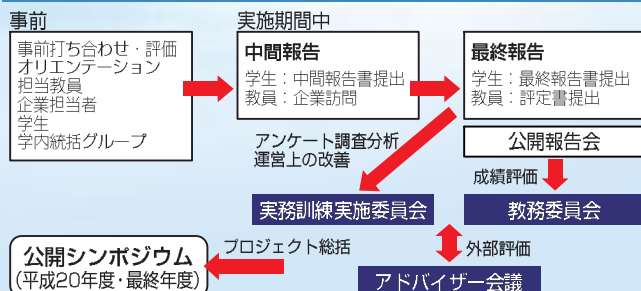 事前
事前打ち合わせ・評価
オリエンテーション
担当教員
企業担当者
学生
学内統括グループ
実施期間中
中間報告
学生：中間報告書提出
教員：企業訪問
最終報告
学生：最終報告書提出
教員：評定書提出
公開報告会
アンケート調査分析
運営上の改善
成績評価
実務訓練実施委員会
教務委員会
公開シンポジウム
(平成20年度・最終年度)
プロジェクト総括
外部評価
アドバイザー会議